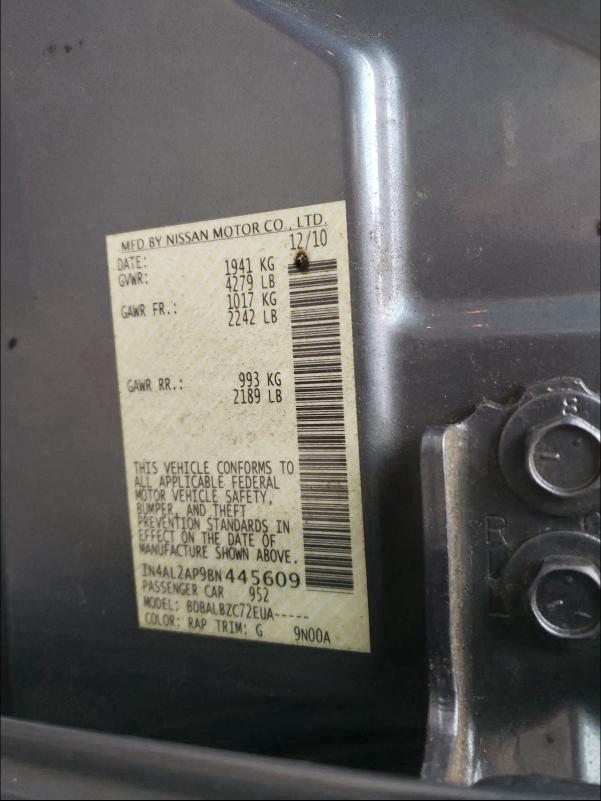 MFD BY NISSAN MOTOR CO., LTD.
DATE: 12/10
GVWR: 1941 KG
4279 LB
GAWR FR.: 1017 KG
2242 LB
GAWR RR.: 993 KG
2189 LB
THIS VEHICLE CONFORMS TO
ALL APPLICABLE FEDERAL
MOTOR VEHICLE SAFETY,
BUMPER, AND THEFT
PREVENTION STANDARDS IN
EFFECT ON THE DATE OF
MANUFACTURE SHOWN ABOVE.
1N4AL2AP9BN 445609
PASSENGER CAR 952
MODEL: BDBALBZC72EUA-----
COLOR: RAP TRIM: G 9N00A
8
R